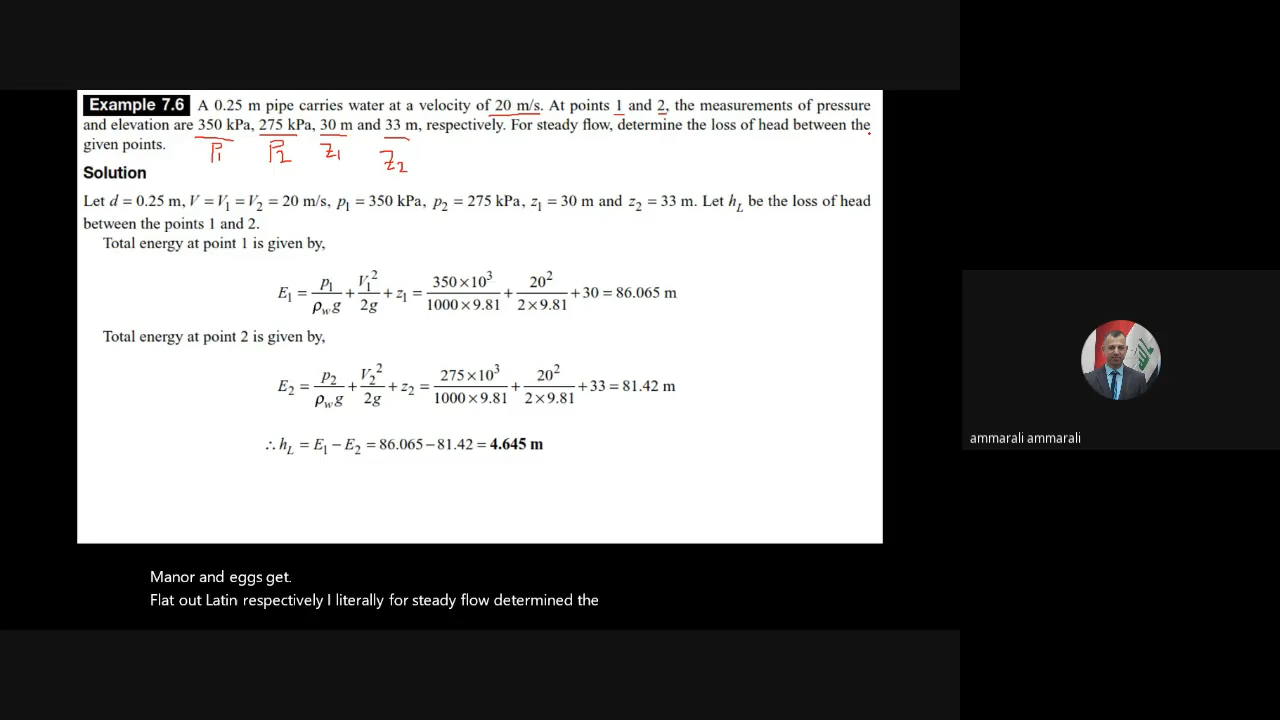 Example 7.6 A 0.25 m pipe carries water at a velocity of 20 m/s. At points 1 and 2, the measurements of pressure
and elevation are 350 kPa, 275 kPa, 30 m and 33 m, respectively. For steady flow, determine the loss of head between the
given points.
P1 P2 Z1 Z2
Solution
Let d = 0.25 m, V = V1 = V2 = 20 m/s, p1 = 350 kPa, p2 = 275 kPa, z1 = 30 m and z2 = 33 m. Let hL be the loss of head
between the points 1 and 2.
Total energy at point 1 is given by,
E1 = p1/ρwg + V1²/2g + z1 = 350×10³/1000×9.81 + 20²/2×9.81 + 30 = 86.065 m
Total energy at point 2 is given by,
E2 = p2/ρwg + V2²/2g + z2 = 275×10³/1000×9.81 + 20²/2×9.81 + 33 = 81.42 m
∴ hL = E1 − E2 = 86.065 − 81.42 = 4.645 m
ammarali ammarali
Manor and eggs get.
Flat out Latin respectively I literally for steady flow determined the